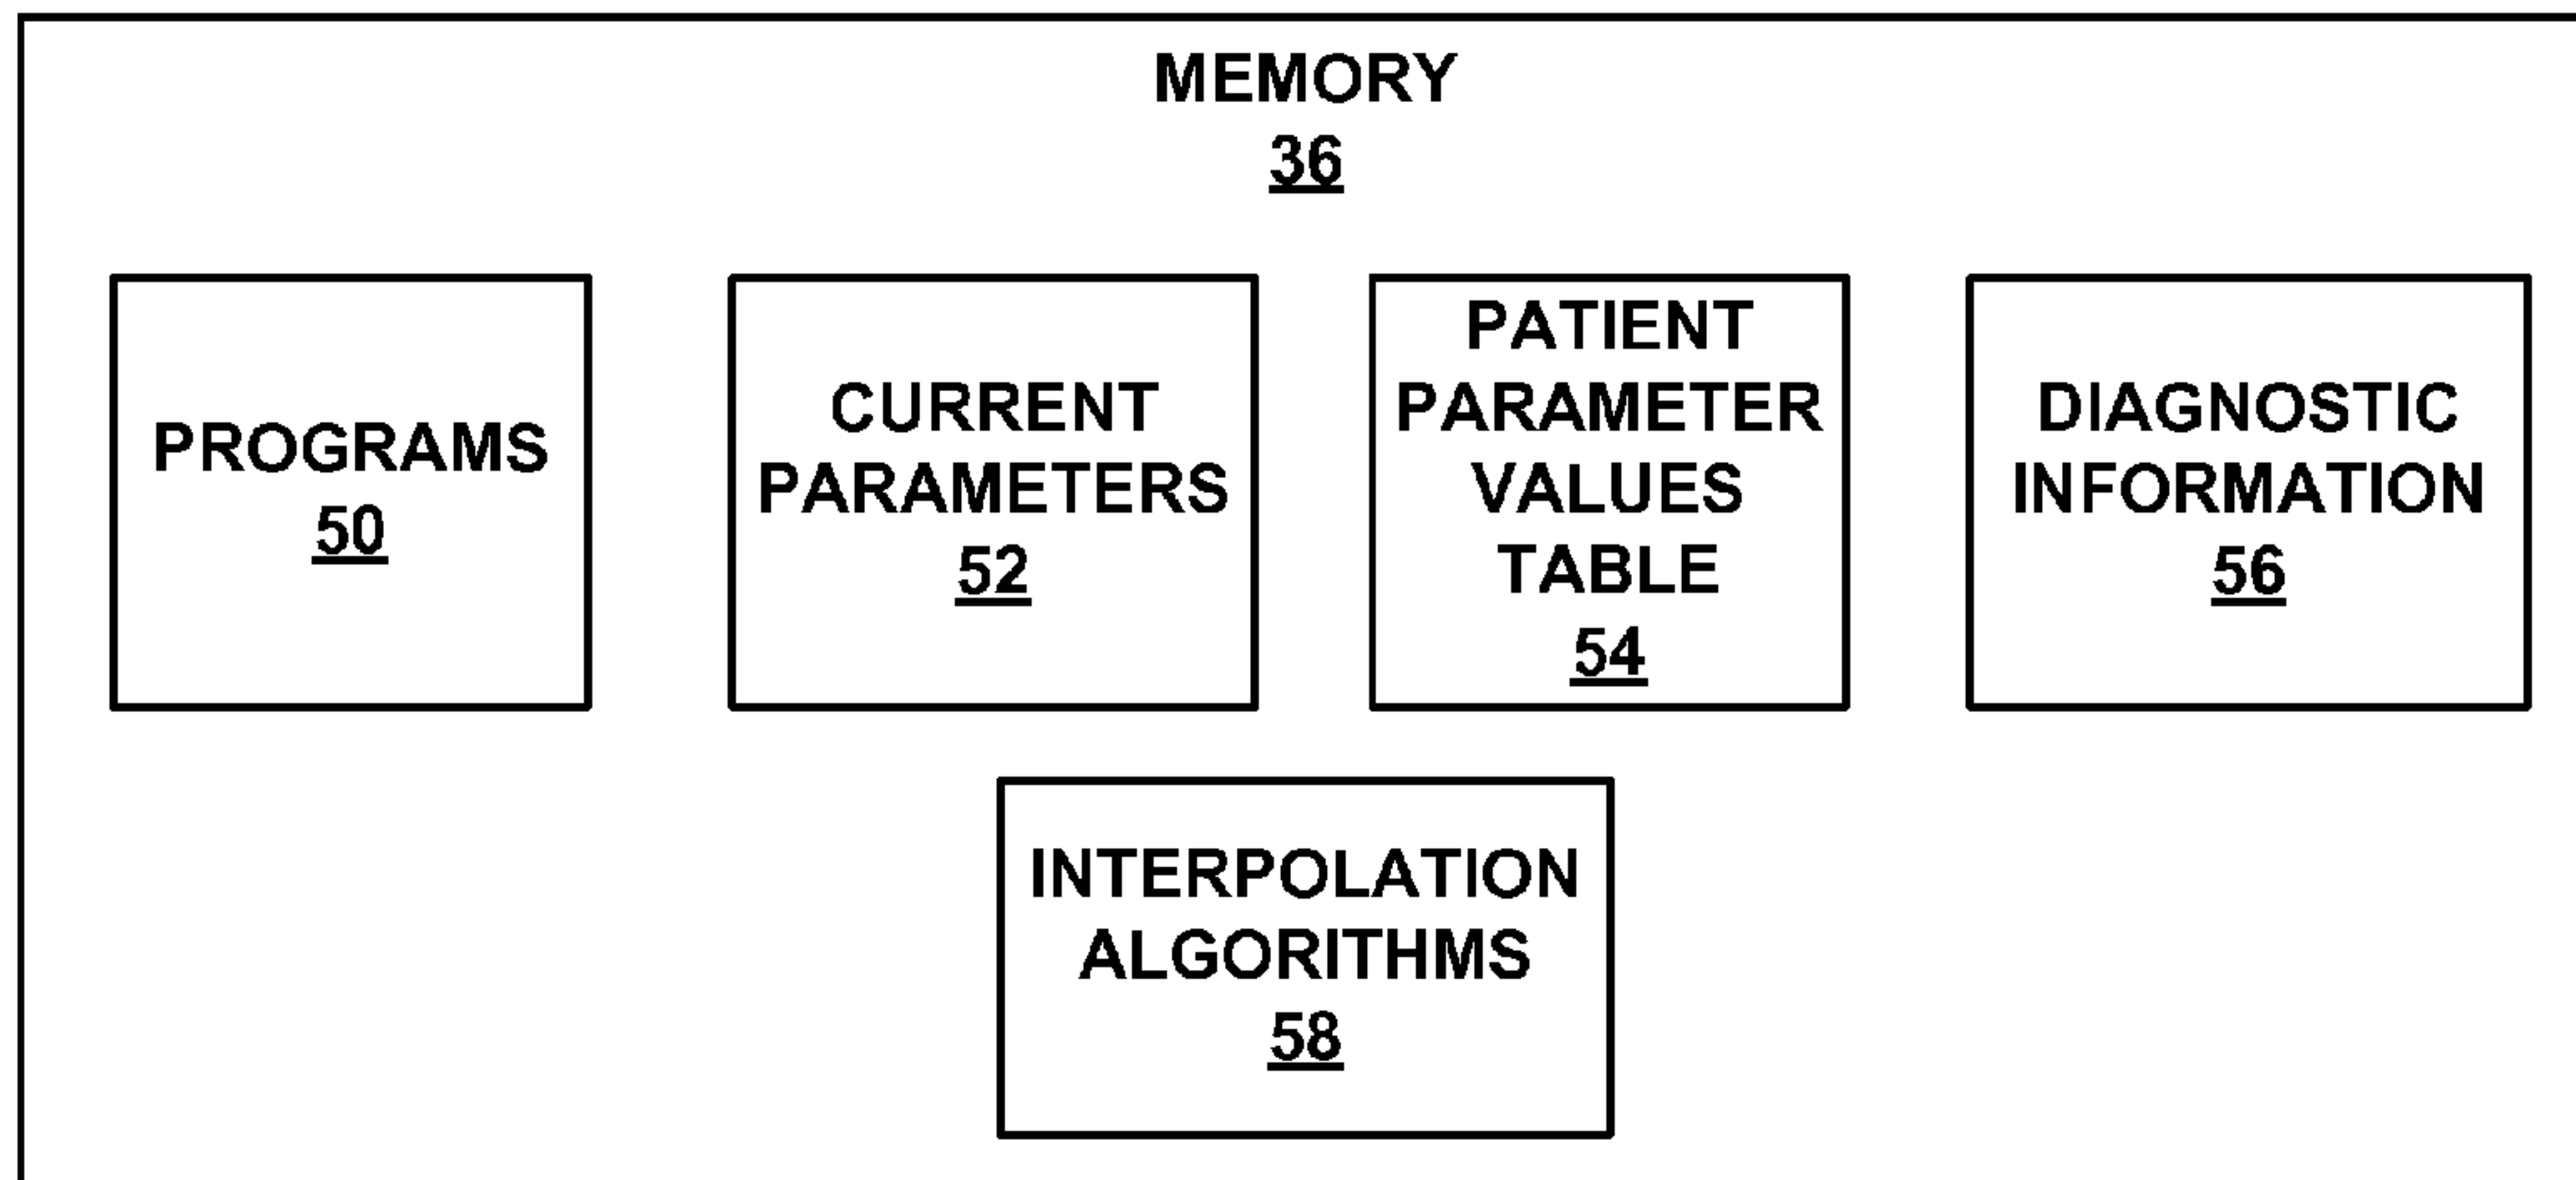 MEMORY
36
PROGRAMS
50
CURRENT
PARAMETERS
52
PATIENT
PARAMETER
VALUES
TABLE
54
DIAGNOSTIC
INFORMATION
56
INTERPOLATION
ALGORITHMS
58